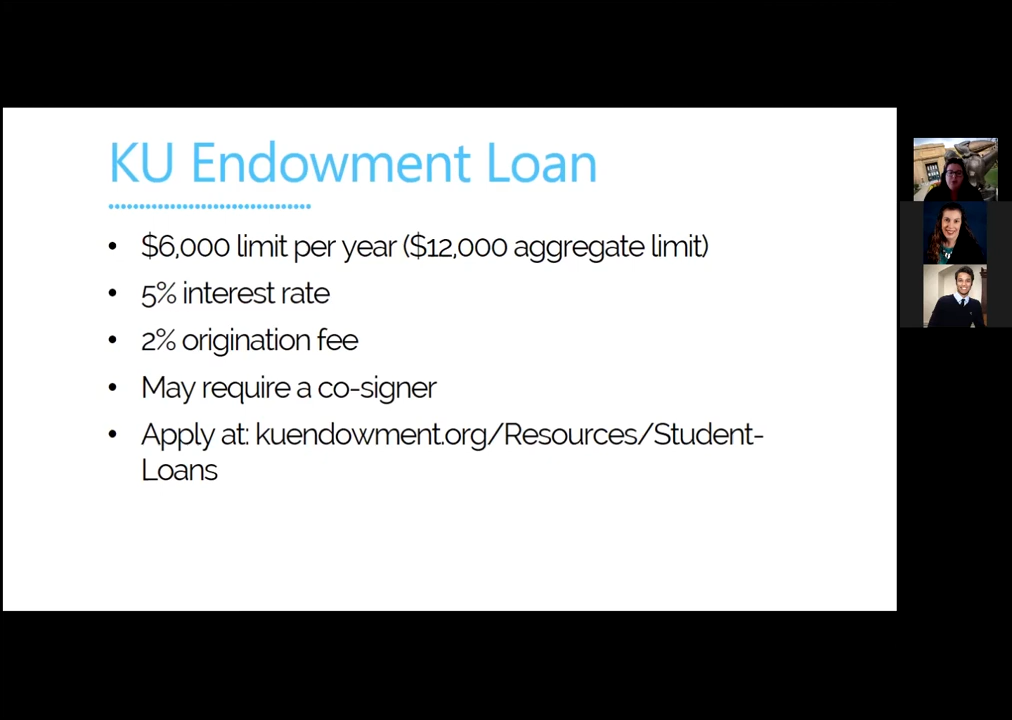 KU Endowment Loan
• $6,000 limit per year ($12,000 aggregate limit)
• 5% interest rate
• 2% origination fee
• May require a co-signer
• Apply at: kuendowment.org/Resources/Student-
Loans